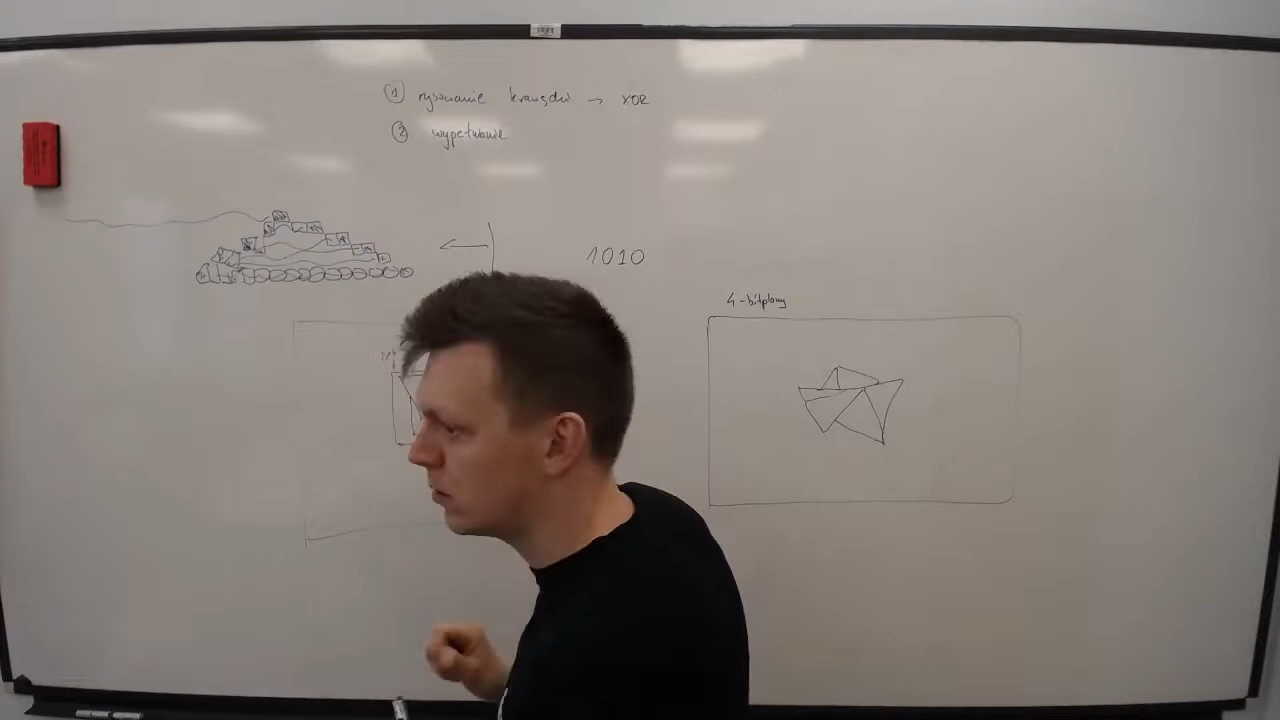 ① rysowanie krawędzi → XOR
② wypełnianie
1010
4-bitplany